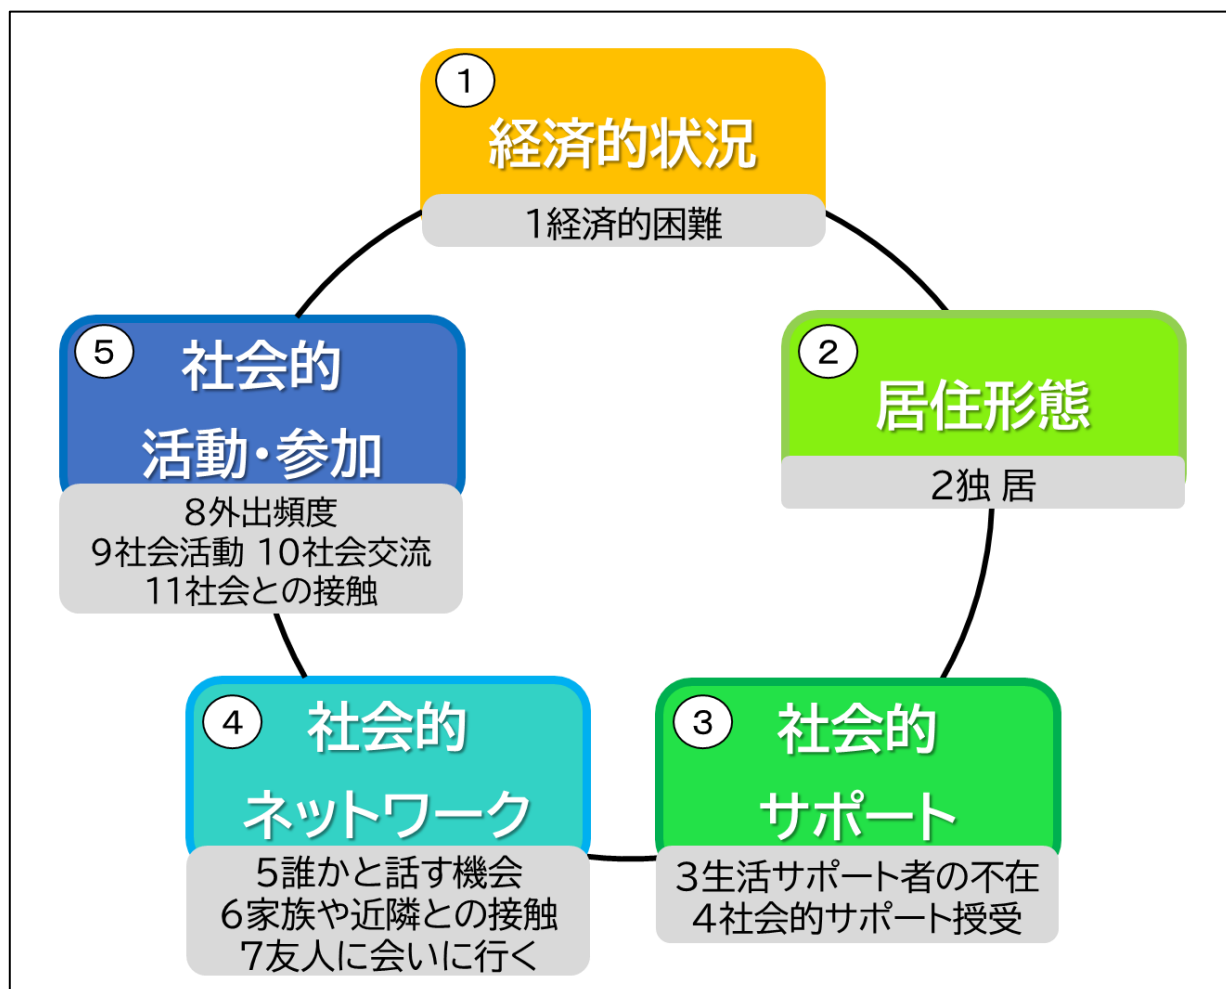 1
経済的状況
1経済的困難
2
居住形態
2独 居
3
社会的
サポート
3生活サポート者の不在
4社会的サポート授受
4
社会的
ネットワーク
5誰かと話す機会
6家族や近隣との接触
7友人に会いに行く
5
社会的
活動・参加
8外出頻度
9社会活動 10社会交流
11社会との接触